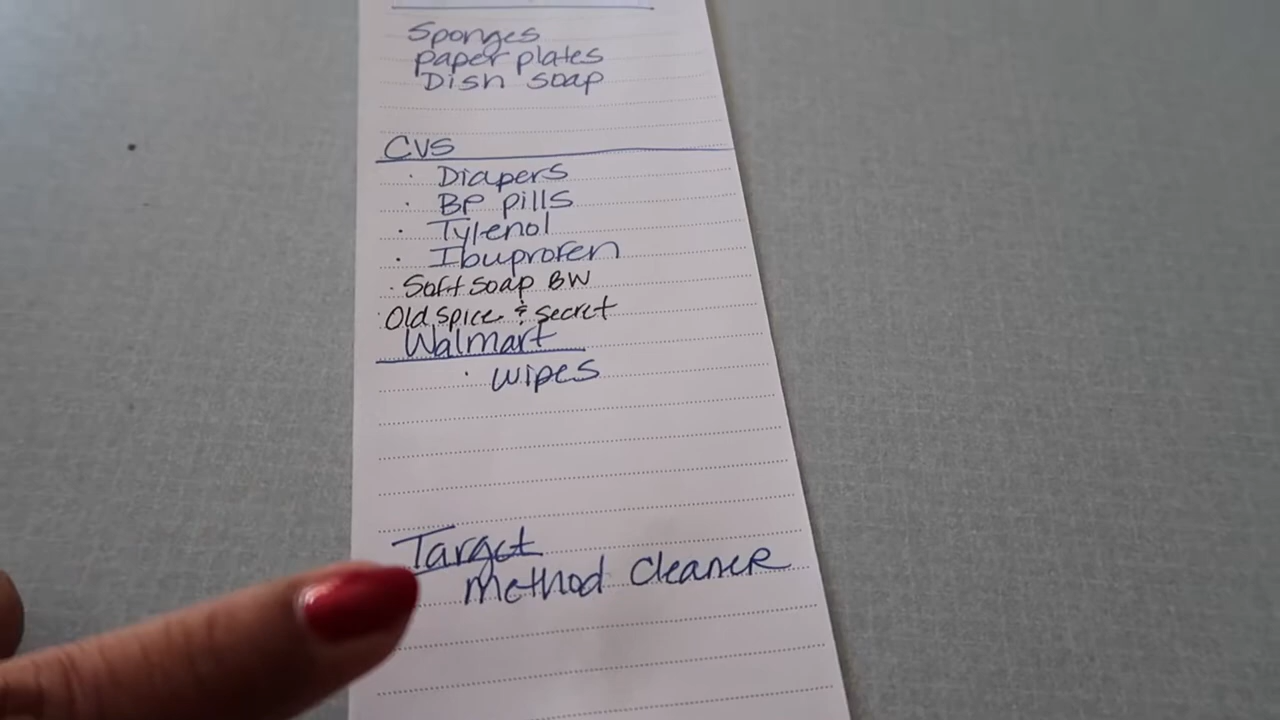 Sponges
paper plates
Dish soap
CVS
· Diapers
· BP pills
· Tylenol
· Ibuprofen
· Soft soap BW
Old spice & secret
Walmart
· wipes
Target
method cleaner